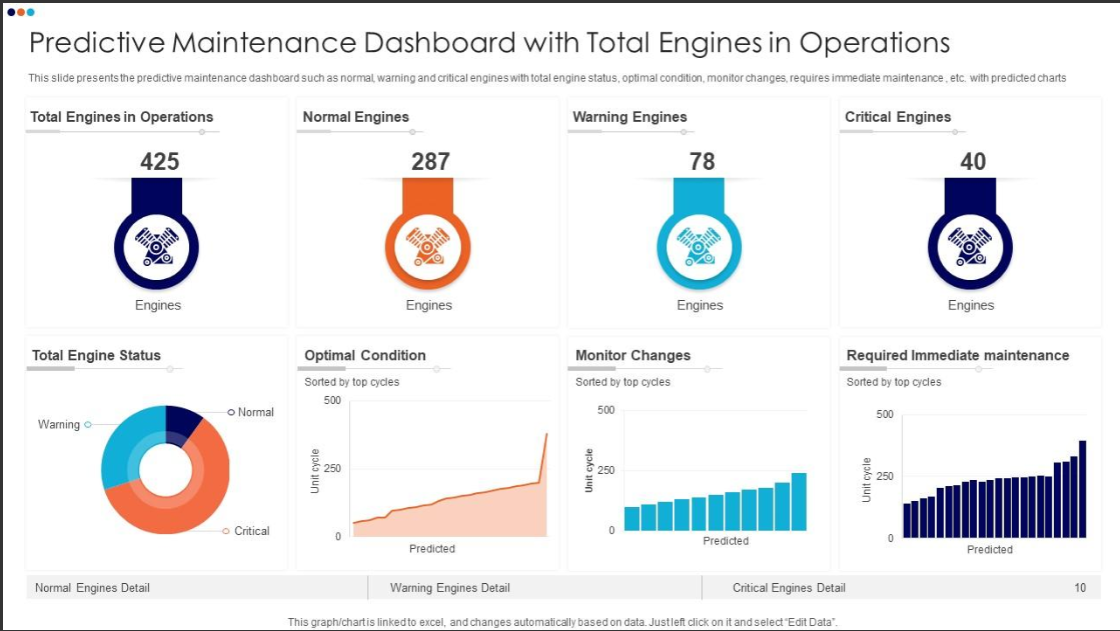 Predictive Maintenance Dashboard with Total Engines in Operations
This slide presents the predictive maintenance dashboard such as normal, warning and critical engines with total engine status, optimal condition, monitor changes, requires immediate maintenance , etc. with predicted charts
Total Engines in Operations
425
Engines
Normal Engines
287
Engines
Warning Engines
78
Engines
Critical Engines
40
Engines
Total Engine Status
Warning
Normal
Critical
Optimal Condition
Sorted by top cycles
500
250
0
Unit cycle
Predicted
Monitor Changes
Sorted by top cycles
500
250
0
Unit cycle
Predicted
Required Immediate maintenance
Sorted by top cycles
500
250
0
Unit cycle
Predicted
Normal Engines Detail
Warning Engines Detail
Critical Engines Detail
10
This graph/chart is linked to excel, and changes automatically based on data. Just left click on it and select “Edit Data”.